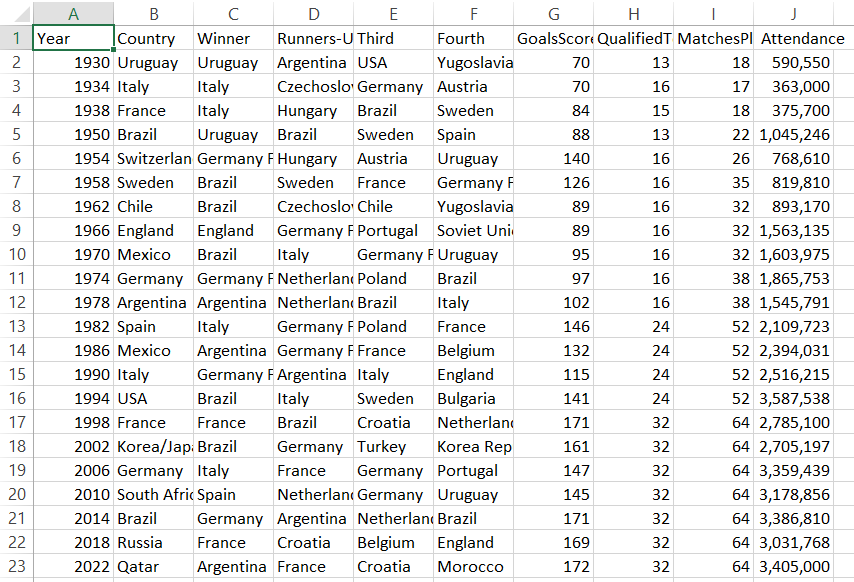 A B C D E F G H I J
1 Year Country Winner Runners-U Third Fourth GoalsScore QualifiedT MatchesPl Attendance
2 1930 Uruguay Uruguay Argentina USA Yugoslavia 70 13 18 590,550
3 1934 Italy Italy Czechoslov Germany Austria 70 16 17 363,000
4 1938 France Italy Hungary Brazil Sweden 84 15 18 375,700
5 1950 Brazil Uruguay Brazil Sweden Spain 88 13 22 1,045,246
6 1954 Switzerlan Germany F Hungary Austria Uruguay 140 16 26 768,610
7 1958 Sweden Brazil Sweden France Germany F 126 16 35 819,810
8 1962 Chile Brazil Czechoslov Chile Yugoslavia 89 16 32 893,170
9 1966 England England Germany F Portugal Soviet Uni 89 16 32 1,563,135
10 1970 Mexico Brazil Italy Germany F Uruguay 95 16 32 1,603,975
11 1974 Germany Germany F Netherland Poland Brazil 97 16 38 1,865,753
12 1978 Argentina Argentina Netherland Brazil Italy 102 16 38 1,545,791
13 1982 Spain Italy Germany F Poland France 146 24 52 2,109,723
14 1986 Mexico Argentina Germany F France Belgium 132 24 52 2,394,031
15 1990 Italy Germany F Argentina Italy England 115 24 52 2,516,215
16 1994 USA Brazil Italy Sweden Bulgaria 141 24 52 3,587,538
17 1998 France France Brazil Croatia Netherland 171 32 64 2,785,100
18 2002 Korea/Japa Brazil Germany Turkey Korea Rep 161 32 64 2,705,197
19 2006 Germany Italy France Germany Portugal 147 32 64 3,359,439
20 2010 South Afric Spain Netherland Germany Uruguay 145 32 64 3,178,856
21 2014 Brazil Germany Argentina Netherland Brazil 171 32 64 3,386,810
22 2018 Russia France Croatia Belgium England 169 32 64 3,031,768
23 2022 Qatar Argentina France Croatia Morocco 172 32 64 3,405,000